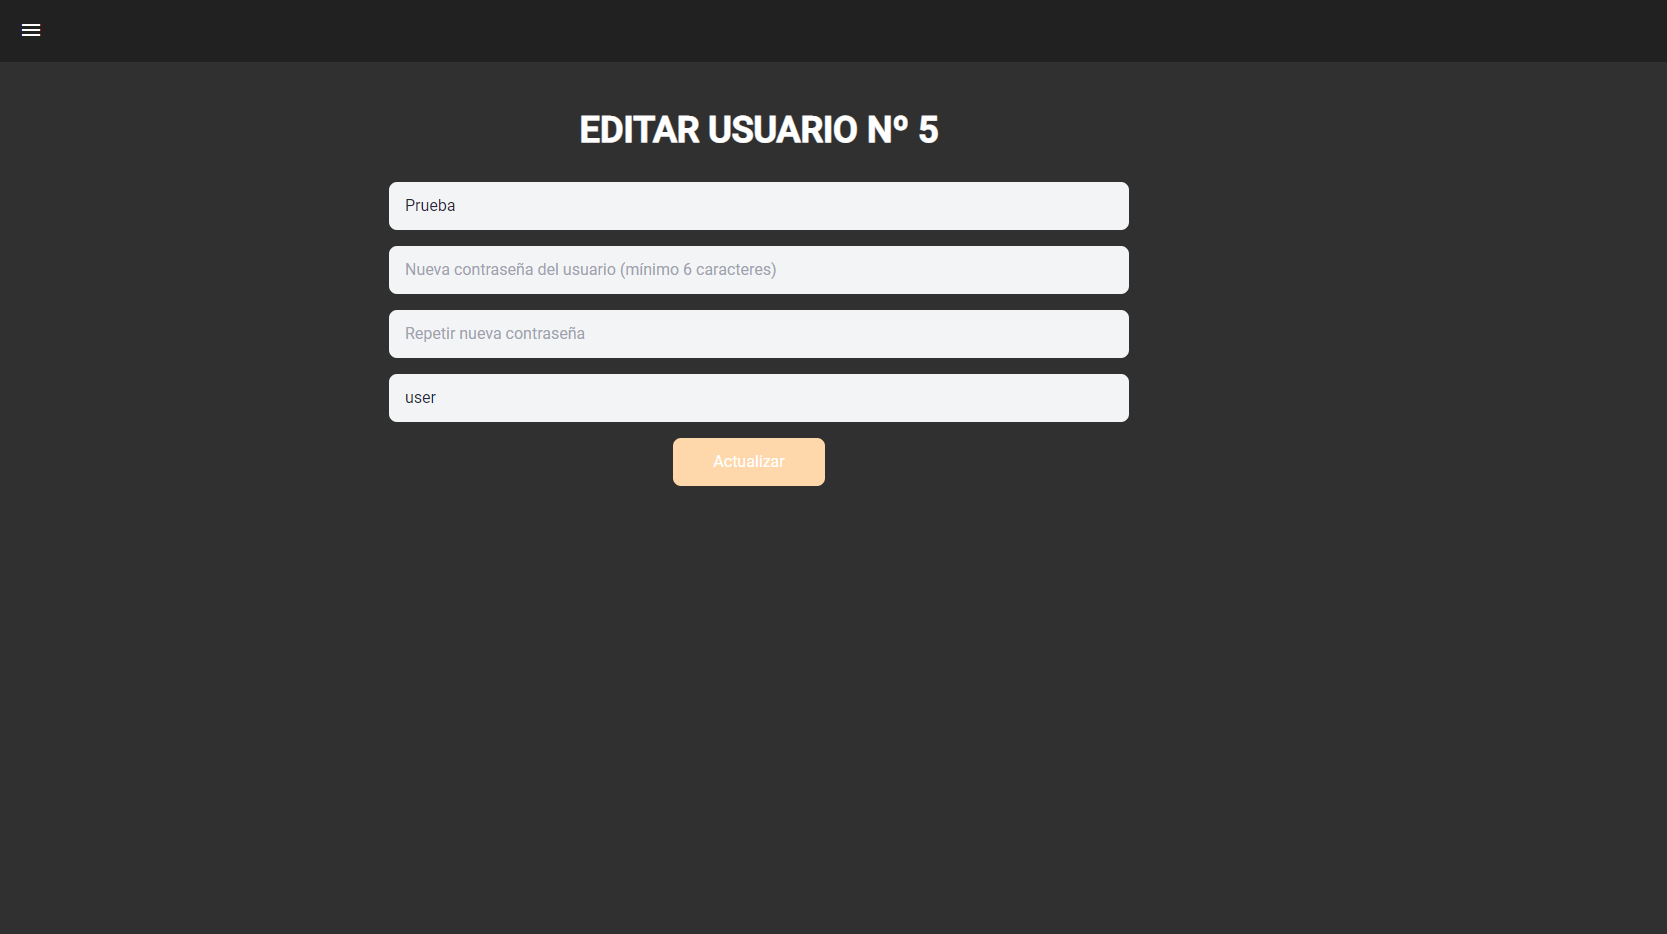 EDITAR USUARIO Nº 5
Prueba
Nueva contraseña del usuario (mínimo 6 caracteres)
Repetir nueva contraseña
user
Actualizar